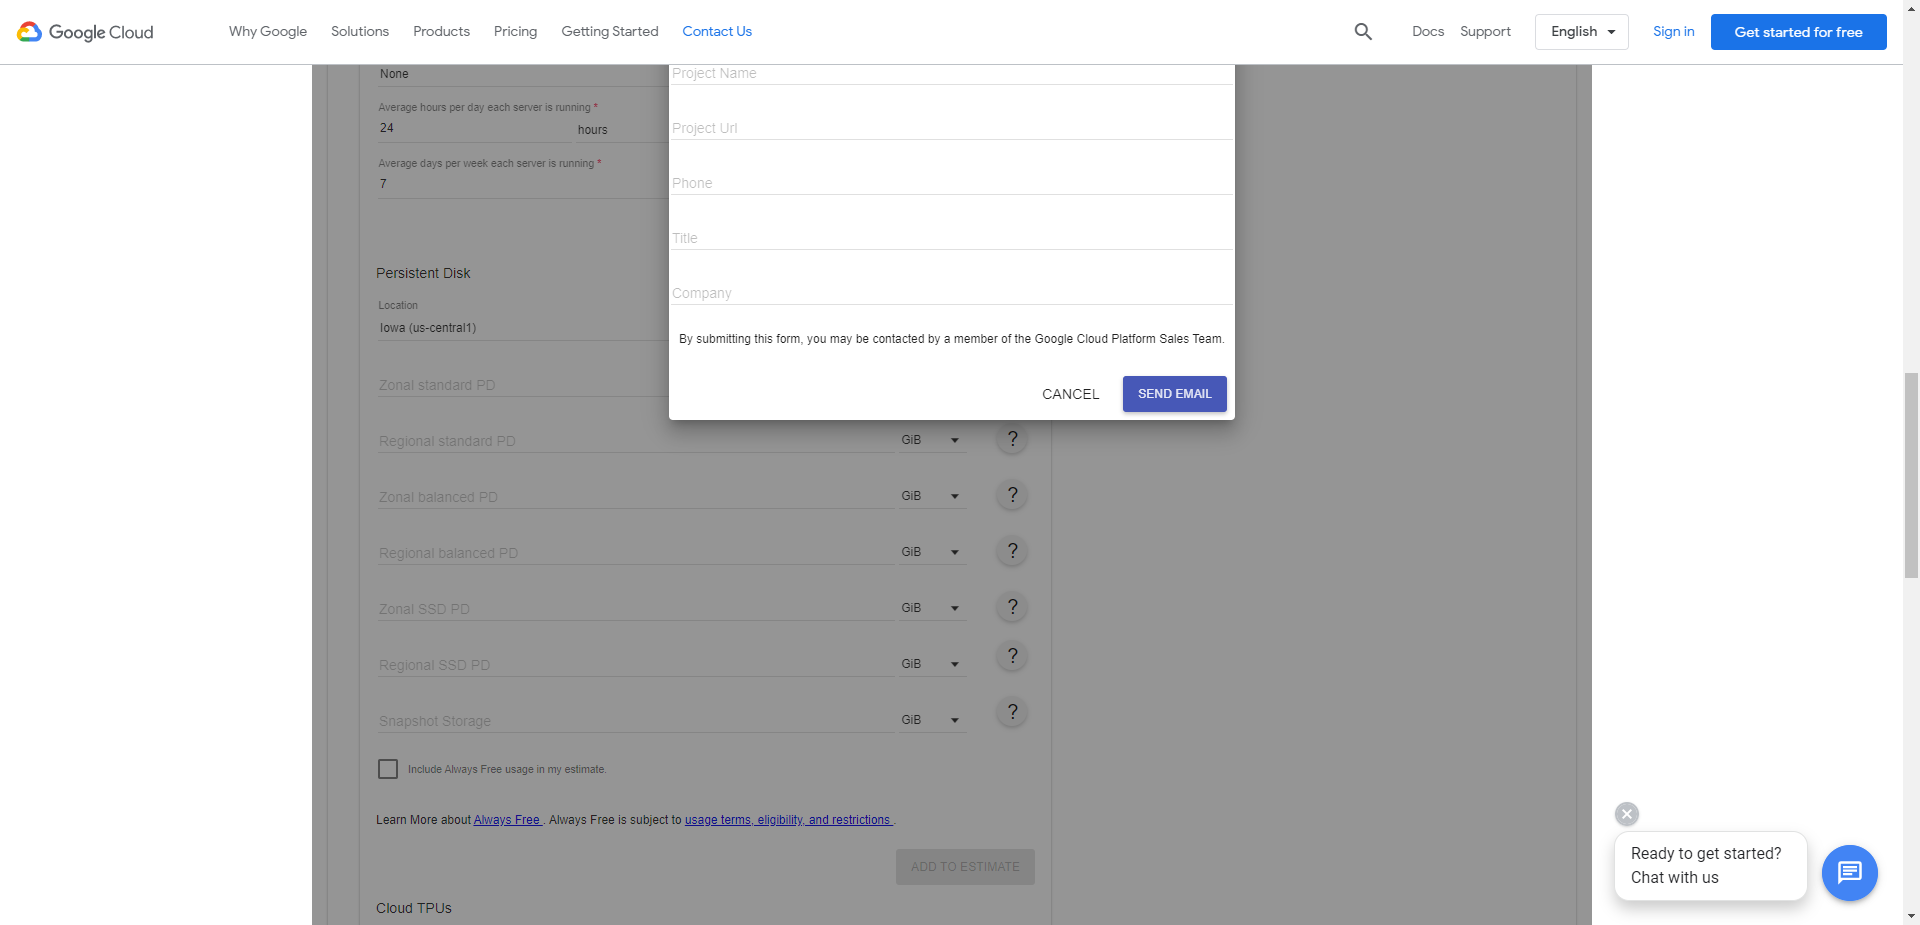 Google Cloud Why Google Solutions Products Pricing Getting Started Contact Us Docs Support English Sign in Get started for free
None
Average hours per day each server is running *
24 hours
Average days per week each server is running *
7
Persistent Disk
Location
Iowa (us-central1)
Zonal standard PD
Project Name
Project Url
Phone
Title
Company
By submitting this form, you may be contacted by a member of the Google Cloud Platform Sales Team.
CANCEL SEND EMAIL
Regional standard PD GiB ?
Zonal balanced PD GiB ?
Regional balanced PD GiB ?
Zonal SSD PD GiB ?
Regional SSD PD GiB ?
Snapshot Storage GiB ?
Include Always Free usage in my estimate.
Learn More about Always Free . Always Free is subject to usage terms, eligibility, and restrictions .
ADD TO ESTIMATE
Cloud TPUs
Ready to get started?
Chat with us